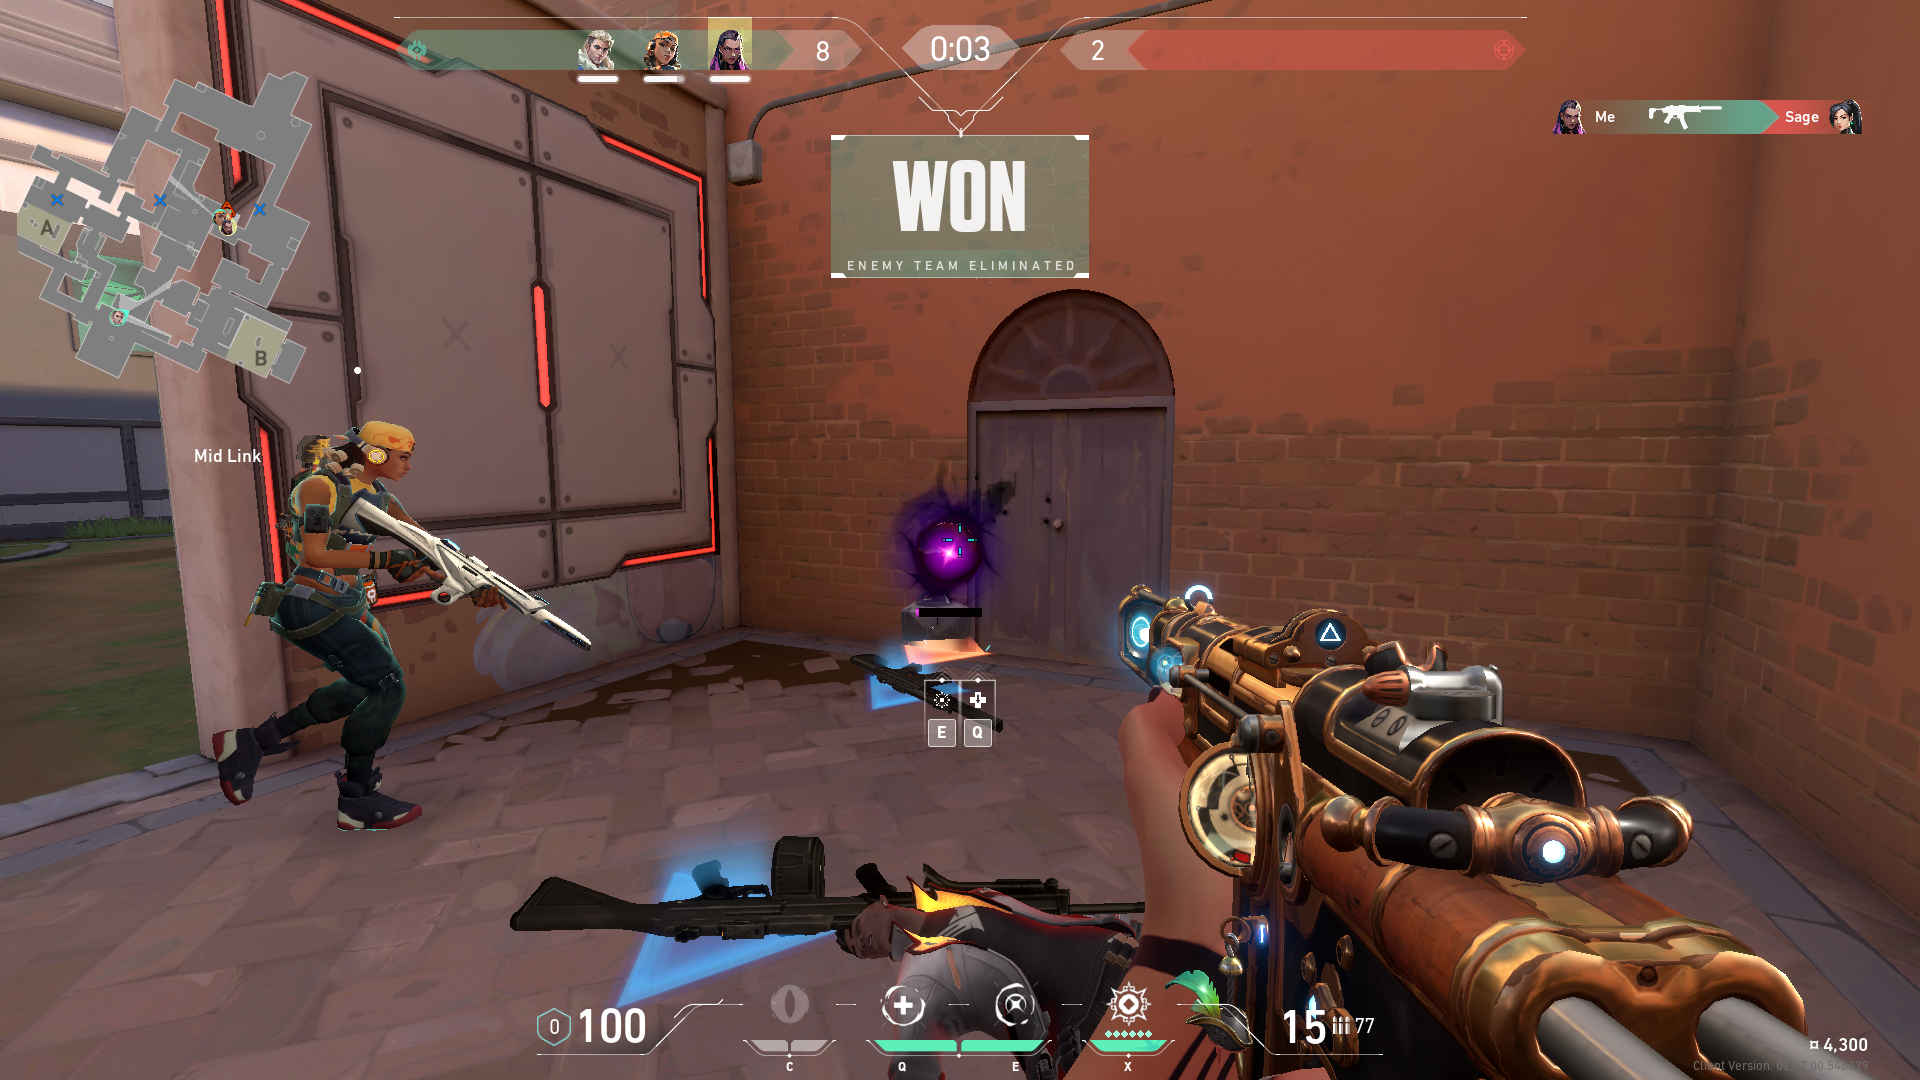 8
0:03
2
Me
Sage
WON
ENEMY TEAM ELIMINATED
A
B
Mid Link
E Q
0 100
15 77
C Q E X
¤ 4,300